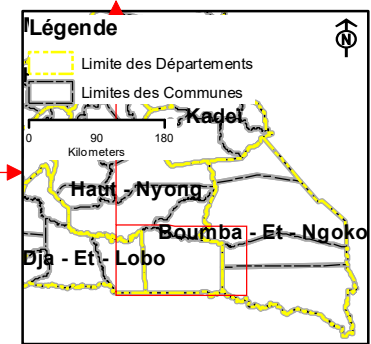 Légende
N
Limite des Départements
Limites des Communes
Kadeï
0 90 180
Kilometers
Haut - Nyong
Boumba - Et - Ngoko
Dja - Et - Lobo